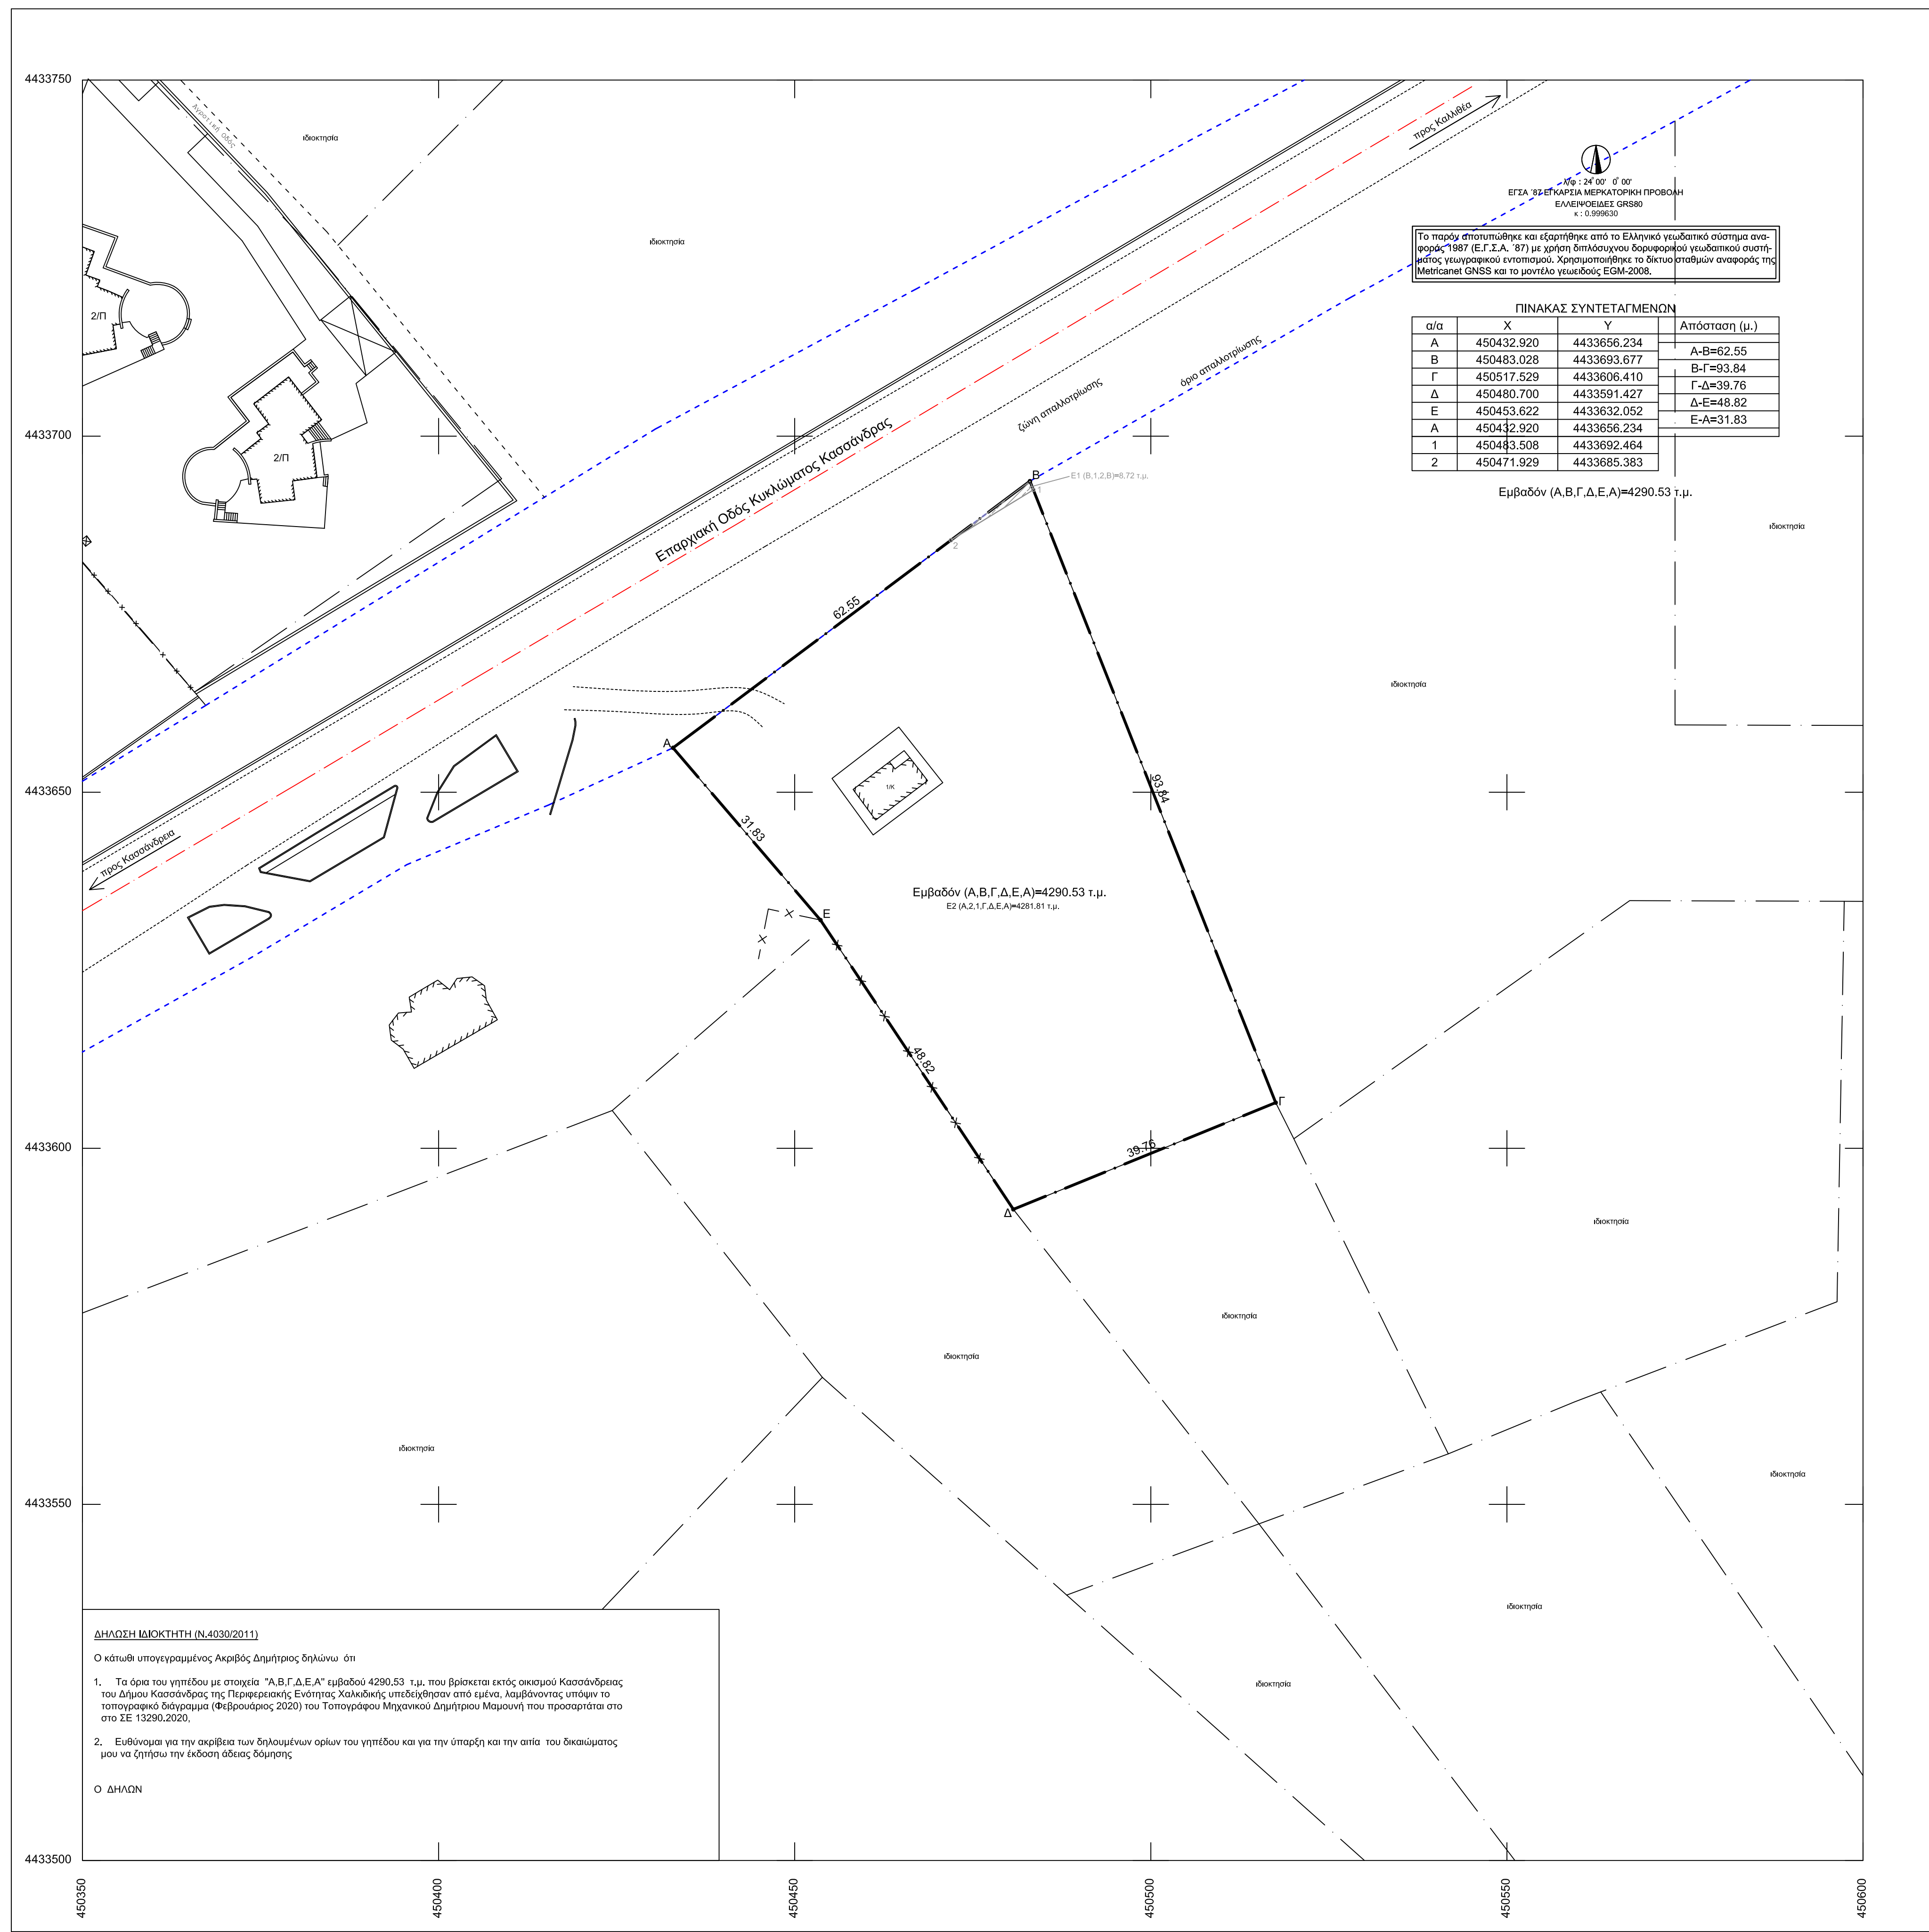 4433750
4433700
4433650
4433600
4433550
4433500
450350
450400
450450
450500
450550
450600
Αγροτική Οδός
ιδιοκτησία
ιδιοκτησία
προς Καλλιθέα
λ/φ : 24° 00' 0° 00'
ΕΓΣΑ '87 ΕΓΚΑΡΣΙΑ ΜΕΡΚΑΤΟΡΙΚΗ ΠΡΟΒΟΛΗ
ΕΛΛΕΙΨΟΕΙΔΕΣ GRS80
κ : 0.999630
Το παρόν αποτυπώθηκε και εξαρτήθηκε από το Ελληνικό γεωδαιτικό σύστημα ανα-
φοράς 1987 (Ε.Γ.Σ.Α. '87) με χρήση διπλόσυχνου δορυφορικού γεωδαιτικού συστή-
ματος γεωγραφικού εντοπισμού. Χρησιμοποιήθηκε το δίκτυο σταθμών αναφοράς της
Metricanet GNSS και το μοντέλο γεωειδούς EGM-2008.
ΠΙΝΑΚΑΣ ΣΥΝΤΕΤΑΓΜΕΝΩΝ
α/α Χ Υ Απόσταση (μ.)
Α 450432.920 4433656.234
Α-Β=62.55
Β 450483.028 4433693.677
Β-Γ=93.84
Γ 450517.529 4433606.410
Γ-Δ=39.76
Δ 450480.700 4433591.427
Δ-Ε=48.82
Ε 450453.622 4433632.052
Ε-Α=31.83
Α 450432.920 4433656.234
1 450483.508 4433692.464
2 450471.929 4433685.383
Εμβαδόν (Α,Β,Γ,Δ,Ε,Α)=4290.53 τ.μ.
2/Π
2/Π
όριο απαλλοτρίωσης
ζώνη απαλλοτρίωσης
Επαρχιακή Οδός Κυκλώματος Κασσάνδρας
προς Κασσάνδρεια
Β
Ε1 (Β,1,2,Β)=8.72 τ.μ.
1
2
62.55
Α
31.83
93.84
1/Κ
ιδιοκτησία
ιδιοκτησία
Εμβαδόν (Α,Β,Γ,Δ,Ε,Α)=4290.53 τ.μ.
Ε2 (Α,2,1,Γ,Δ,Ε,Α)=4281.81 τ.μ.
Ε
48.82
Γ
39.76
Δ
ιδιοκτησία
ιδιοκτησία
ιδιοκτησία
ιδιοκτησία
ιδιοκτησία
ιδιοκτησία
ιδιοκτησία
ΔΗΛΩΣΗ ΙΔΙΟΚΤΗΤΗ (Ν.4030/2011)
Ο κάτωθι υπογεγραμμένος Ακριβός Δημήτριος δηλώνω ότι
1. Τα όρια του γηπέδου με στοιχεία "Α,Β,Γ,Δ,Ε,Α" εμβαδού 4290,53 τ.μ. που βρίσκεται εκτός οικισμού Κασσάνδρειας
του Δήμου Κασσάνδρας της Περιφερειακής Ενότητας Χαλκιδικής υπεδείχθησαν από εμένα, λαμβάνοντας υπόψιν το
τοπογραφικό διάγραμμα (Φεβρουάριος 2020) του Τοπογράφου Μηχανικού Δημήτριου Μαμουνή που προσαρτάται στο
στο ΣΕ 13290.2020,
2. Ευθύνομαι για την ακρίβεια των δηλουμένων ορίων του γηπέδου και για την ύπαρξη και την αιτία του δικαιώματος
μου να ζητήσω την έκδοση άδειας δόμησης
Ο ΔΗΛΩΝ